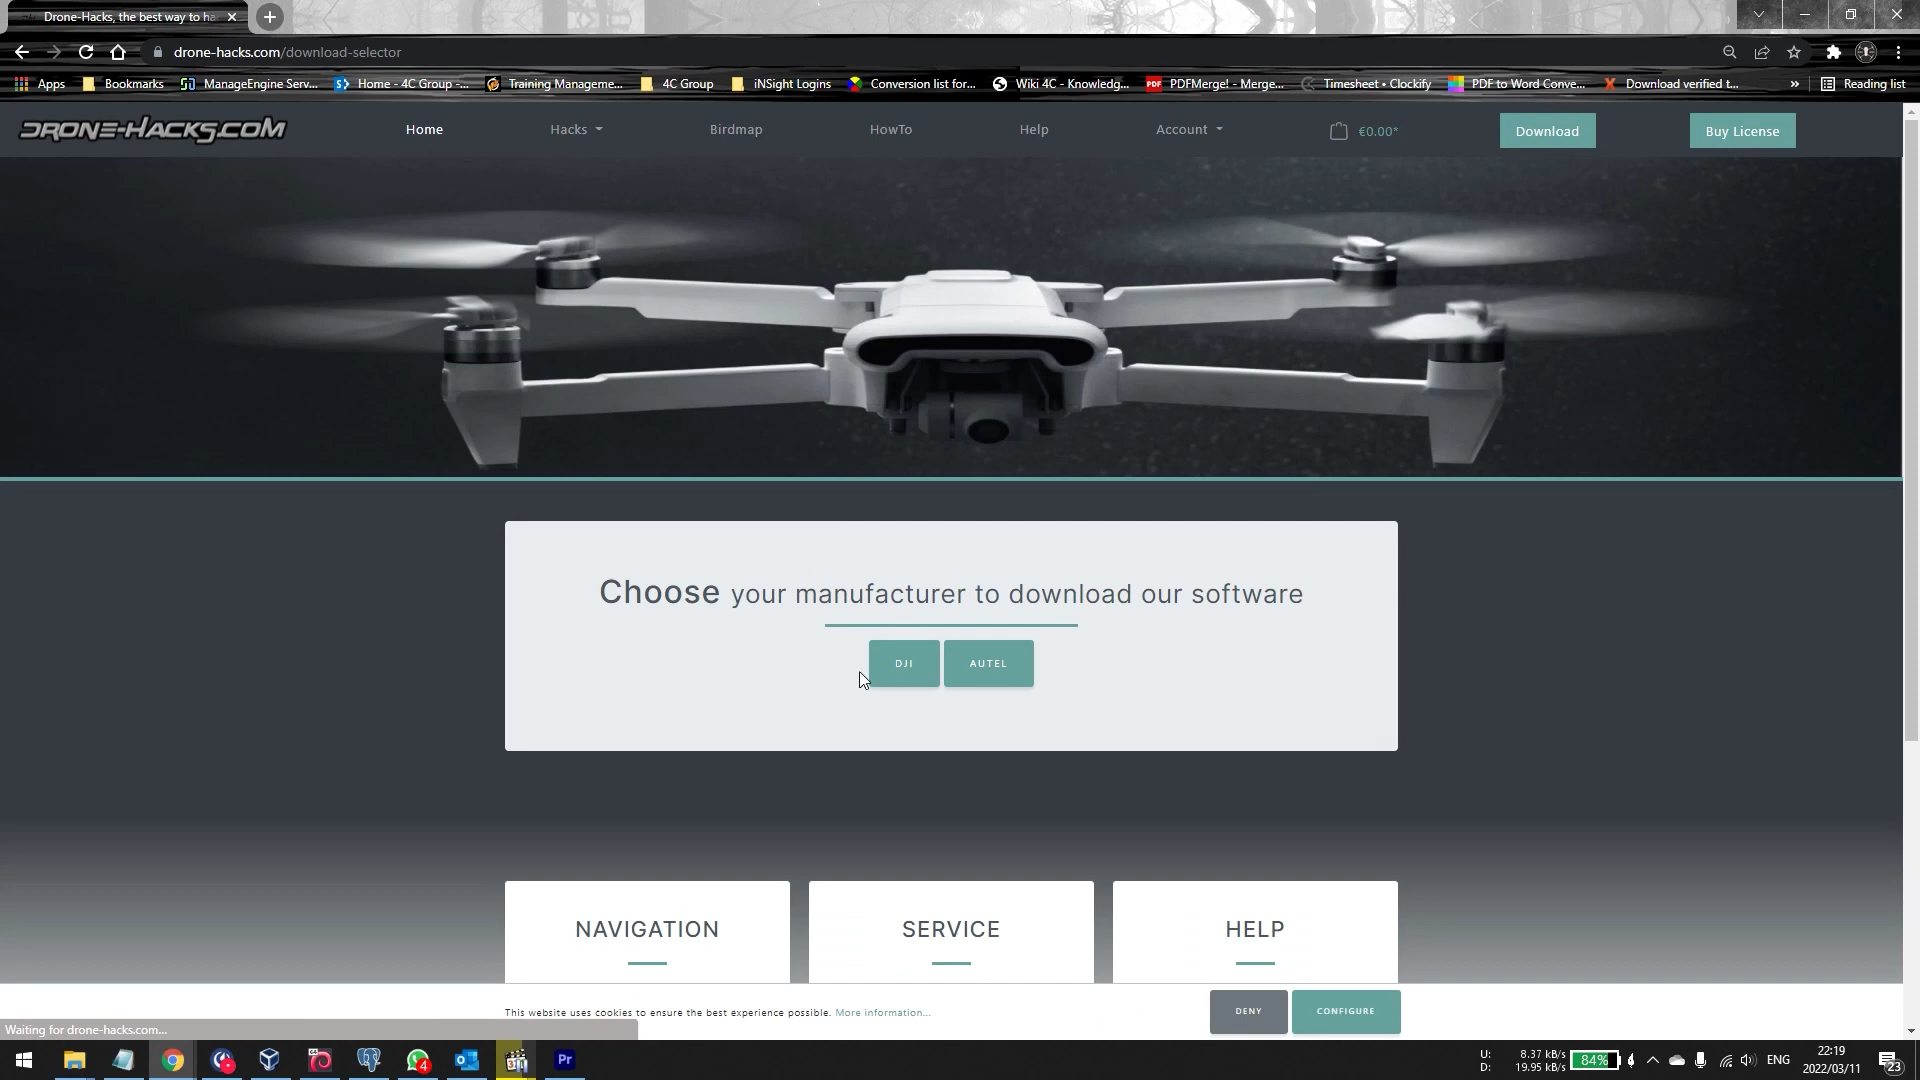 Drone-Hacks, the best way to ha
drone-hacks.com/download-selector
Apps
Bookmarks
ManageEngine Serv...
Home - 4C Group -...
Training Manageme...
4C Group
iNSight Logins
Conversion list for...
Wiki 4C - Knowledg...
PDF
PDFMerge! - Merge...
Timesheet • Clockify
PDF to Word Conve...
Download verified t...
»
Reading list
DRONE-HACKS.COM
Home
Hacks
Birdmap
HowTo
Help
Account
€0.00*
Download
Buy License
Choose your manufacturer to download our software
DJI
AUTEL
NAVIGATION
SERVICE
HELP
This website uses cookies to ensure the best experience possible. More information...
DENY
CONFIGURE
Waiting for drone-hacks.com...
4
Pr
U: 8.37 kB/s
D: 19.95 kB/s
84%
ENG
22:19
2022/03/11
23